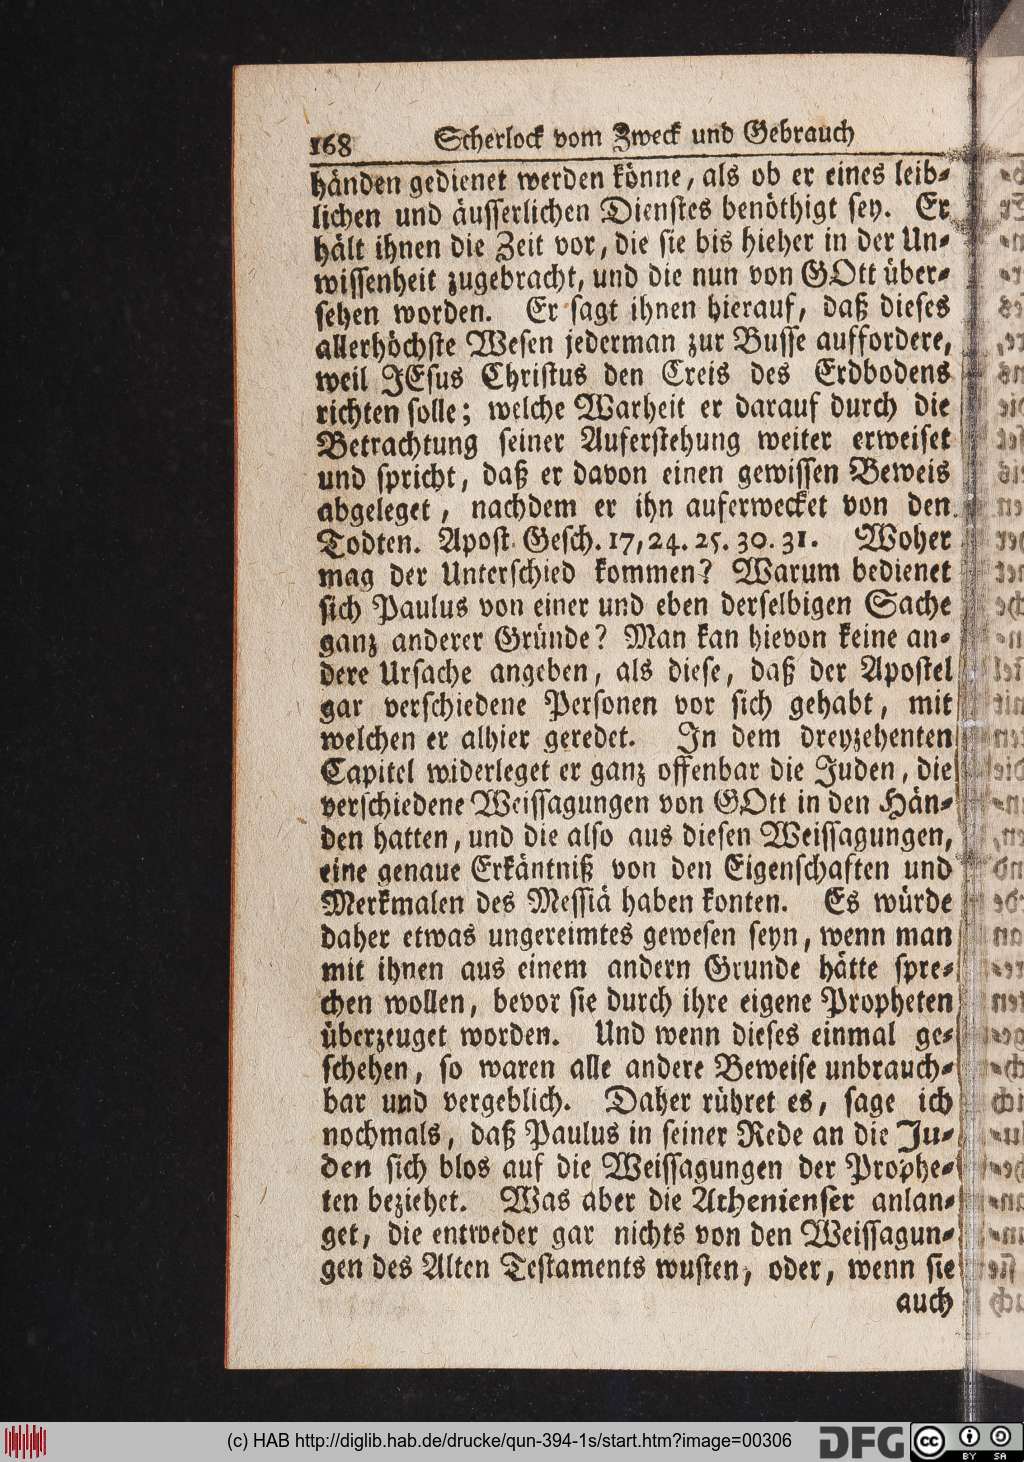 168 Scherlock vom Zweck und Gebrauch
händen gedienet werden könne, als ob er eines leib-
lichen und äusserlichen Dienstes benöthigt sey. Er
hält ihnen die Zeit vor, die sie bis hieher in der Un-
wissenheit zugebracht, und die nun von GOtt über-
sehen worden. Er sagt ihnen hierauf, daß dieses
allerhöchste Wesen jederman zur Busse auffordere,
weil JEsus Christus den Creis des Erdbodens
richten solle; welche Warheit er darauf durch die
Betrachtung seiner Auferstehung weiter erweiset
und spricht, daß er davon einen gewissen Beweis
abgeleget, nachdem er ihn auferwecket von den
Todten. Apost. Gesch. 17, 24. 25. 30. 31. Woher
mag der Unterschied kommen? Warum bedienet
sich Paulus von einer und eben derselbigen Sache
ganz anderer Gründe? Man kan hievon keine an-
dere Ursache angeben, als diese, daß der Apostel
gar verschiedene Personen vor sich gehabt, mit
welchen er alhier geredet. In dem dreyzehenten
Capitel widerleget er ganz offenbar die Juden, die
verschiedene Weissagungen von GOtt in den Hän-
den hatten, und die also aus diesen Weissagungen,
eine genaue Erkäntniß von den Eigenschaften und
Merkmalen des Messiä haben konten. Es würde
daher etwas ungereimtes gewesen seyn, wenn man
mit ihnen aus einem andern Grunde hätte spre-
chen wollen, bevor sie durch ihre eigene Propheten
überzeuget worden. Und wenn dieses einmal ge-
schehen, so waren alle andere Beweise unbrauch-
bar und vergeblich. Daher rühret es, sage ich
nochmals, daß Paulus in seiner Rede an die Ju-
den sich blos auf die Weissagungen der Prophe-
ten beziehet. Was aber die Athenienser anlan-
get, die entweder gar nichts von den Weissagun-
gen des Alten Testaments wusten, oder, wenn sie
auch
(c) HAB http://diglib.hab.de/drucke/qun-394-1s/start.htm?image=00306
DFG
cc
BY SA